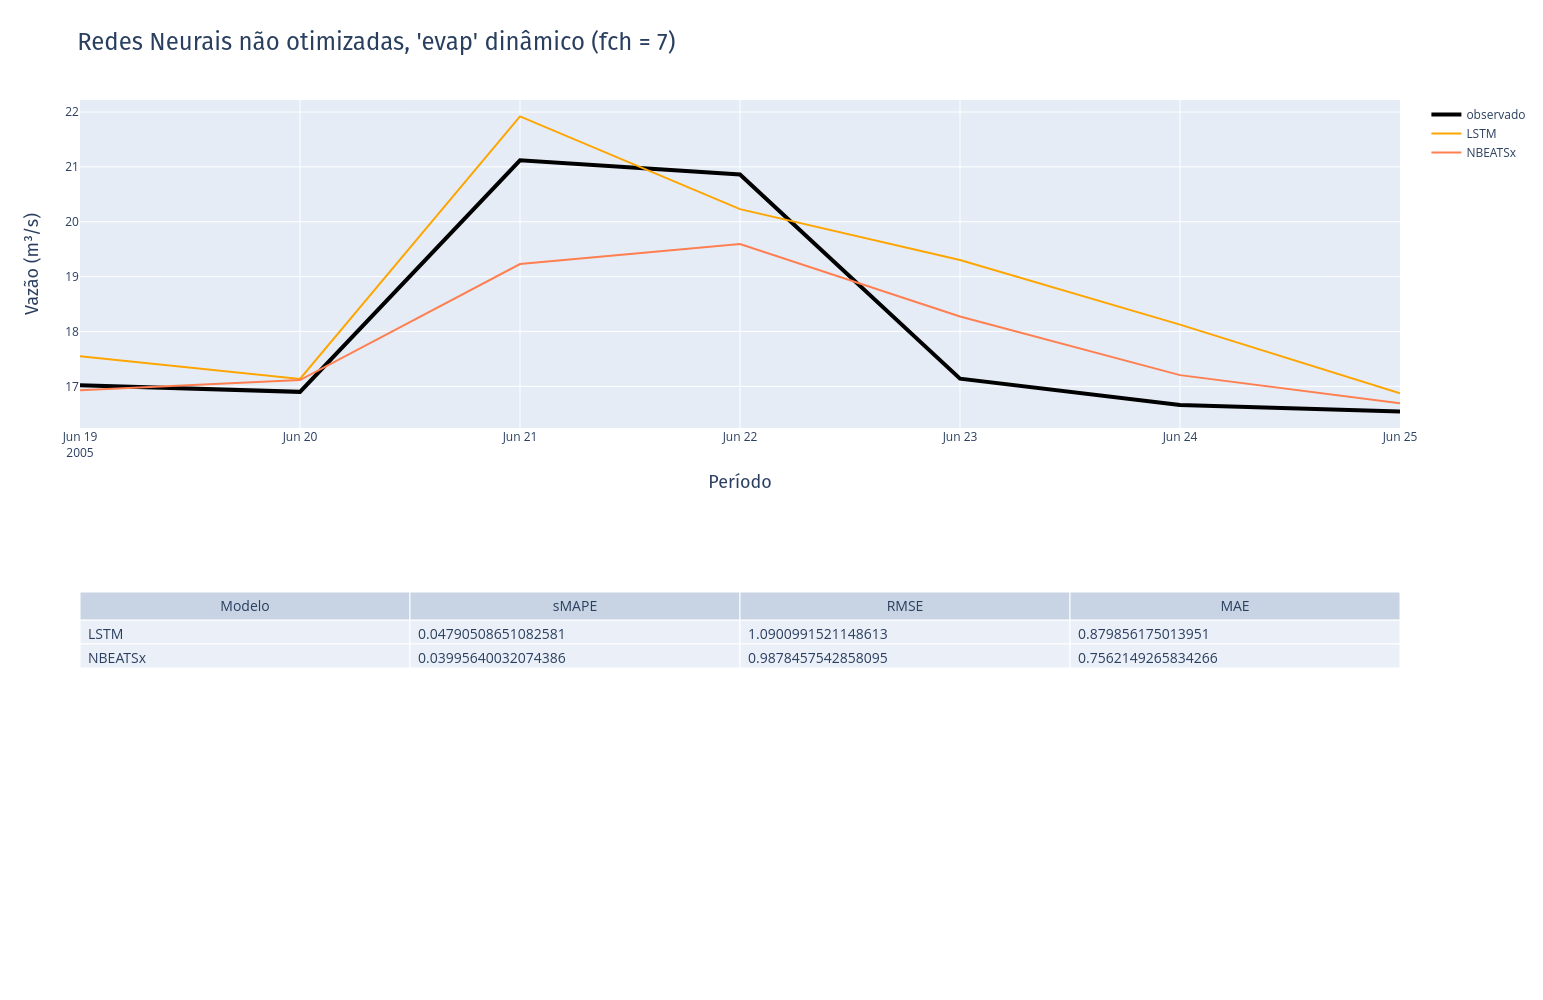 Redes Neurais não otimizadas, 'evap' dinâmico (fch = 7)
22
21
20
19
18
17
Vazão (m³/s)
observado
LSTM
NBEATSx
Jun 19 Jun 20 Jun 21 Jun 22 Jun 23 Jun 24 Jun 25
2005
Período
Modelo sMAPE RMSE MAE
LSTM 0.04790508651082581 1.0900991521148613 0.879856175013951
NBEATSx 0.03995640032074386 0.9878457542858095 0.7562149265834266